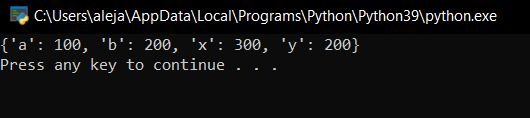 C:\Users\aleja\AppData\Local\Programs\Python\Python39\python.exe
{'a': 100, 'b': 200, 'x': 300, 'y': 200}
Press any key to continue . . .